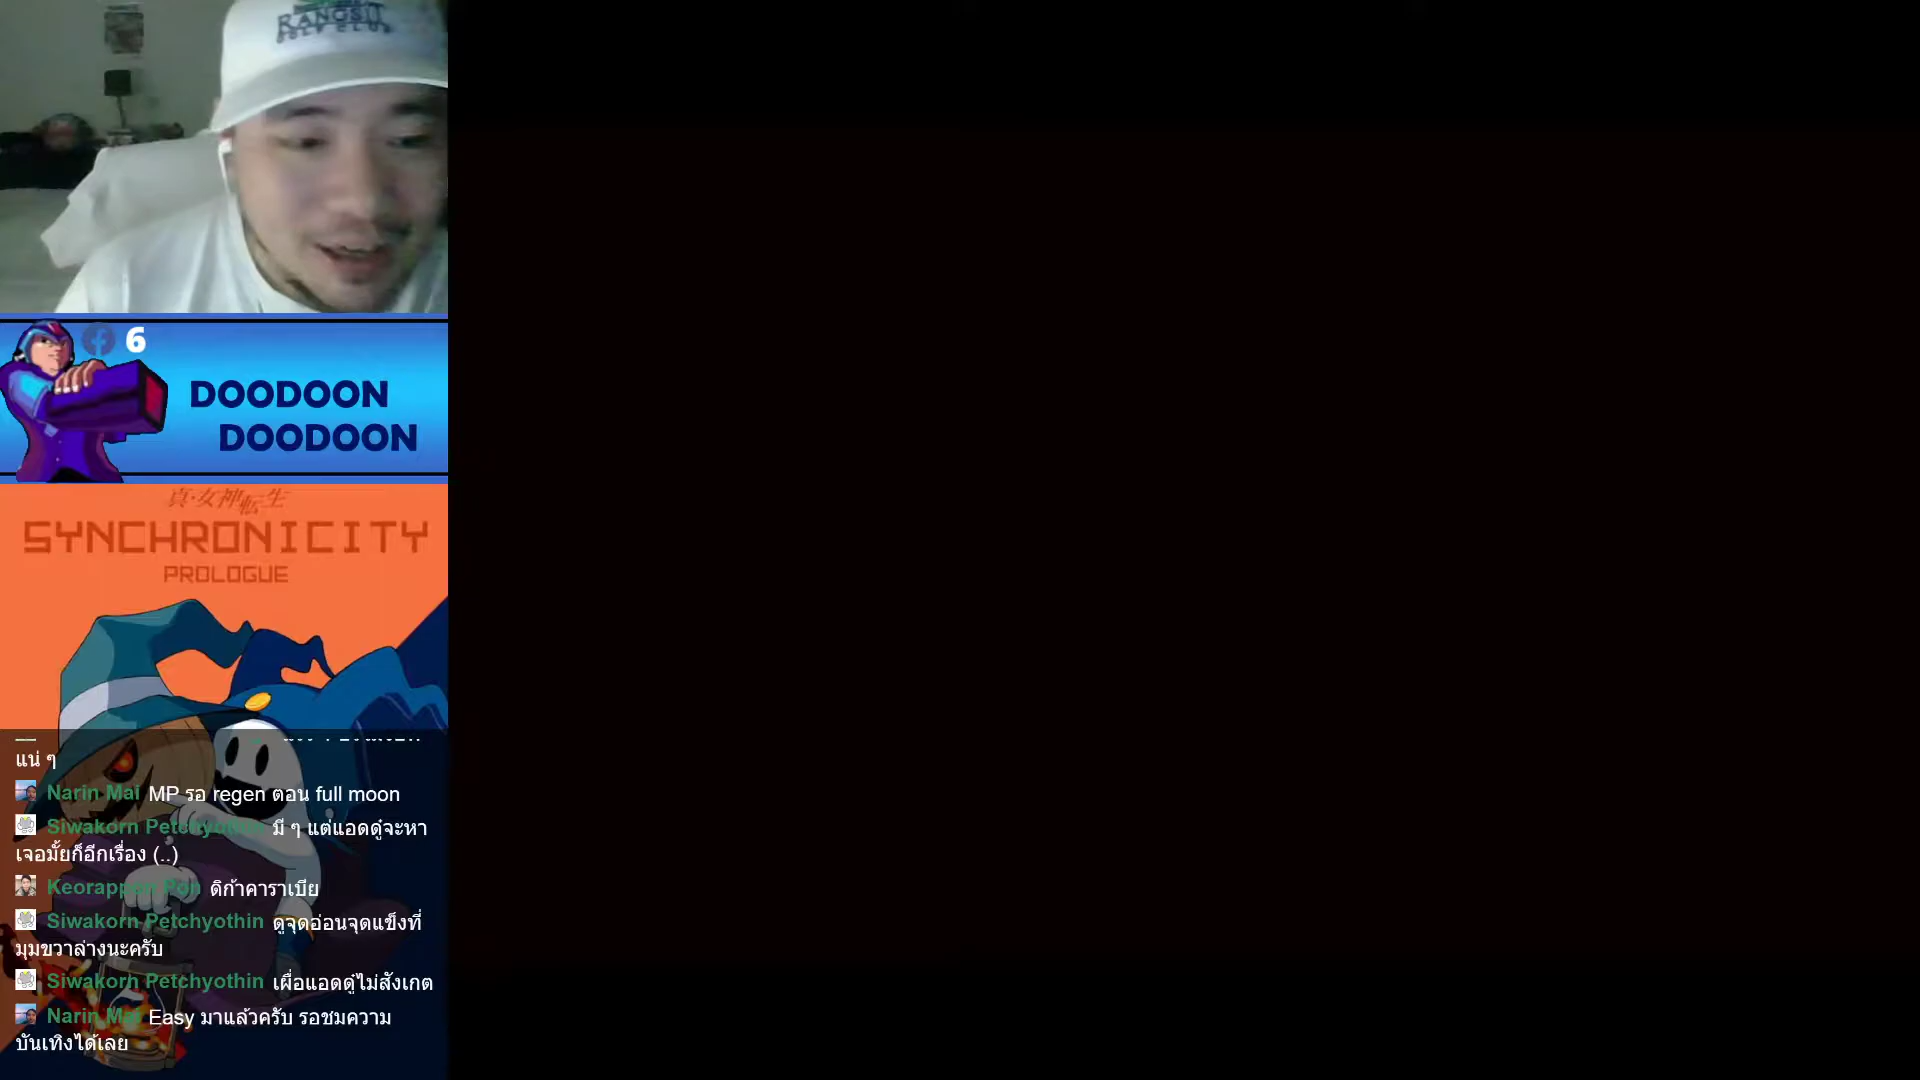 RANGSIT
GOLF CLUB
6
DOODOON
DOODOON
真・女神転生
SYNCHRONICITY
PROLOGUE
แน่ ๆ
Narin Mai MP รอ regen ตอน full moon
Siwakorn Petchyothin มี ๆ แต่แอดดู๋จะหา
เจอมั้ยก็อีกเรื่อง (..)
Keorappon Pon ดิก้าคาราเบีย
Siwakorn Petchyothin ดูจุดอ่อนจุดแข็งที่
มุมขวาล่างนะครับ
Siwakorn Petchyothin เผื่อแอดดู๋ไม่สังเกต
Narin Mai Easy มาแล้วครับ รอชมความ
บันเทิงได้เลย